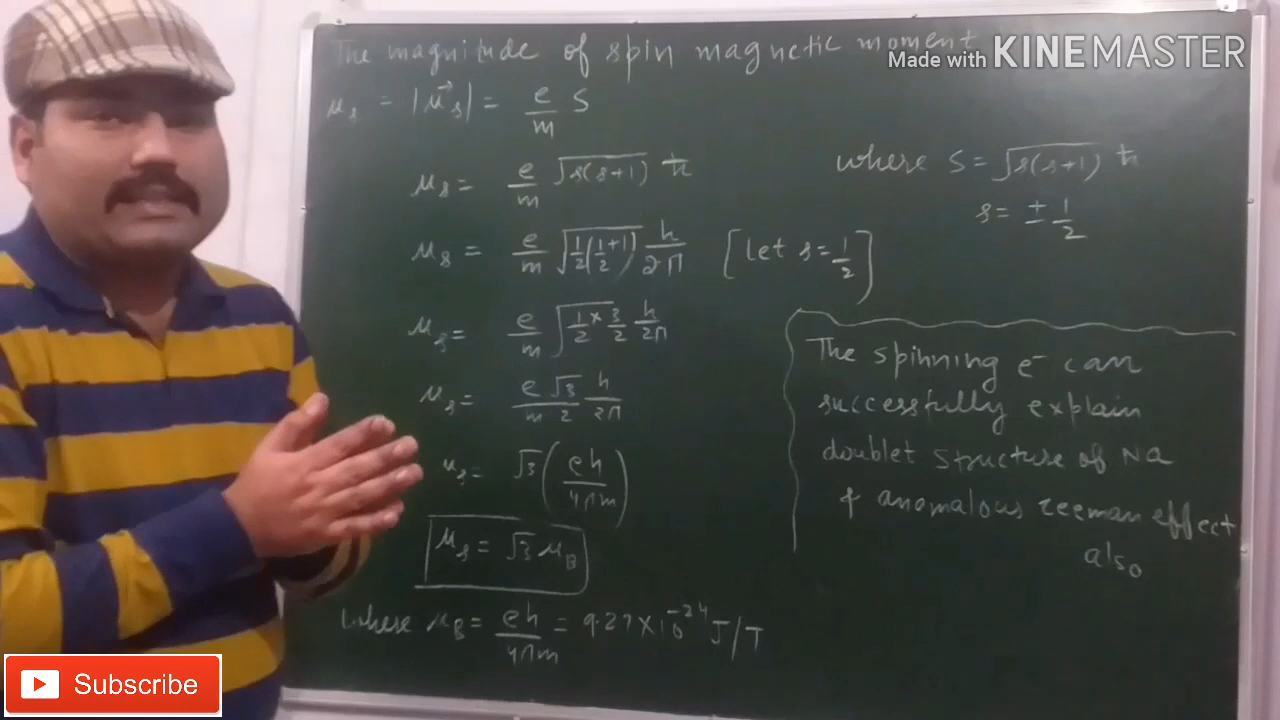 The magnitude of spin magnetic moment
Made with KINEMASTER
μs = |μ⃗s| = e/m S
μs = e/m √s(s+1) ħ
where S = √s(s+1) ħ
s = ± 1/2
μs = e/m √1/2(1/2+1) h/2π [let s = 1/2]
μs = e/m √1/2 × 3/2 h/2π
μs = e/m √3/2 h/2π
μs = √3 (eh/4πm)
μs = √3 μB
where μB = eh/4πm = 9.27 × 10⁻²⁴ J/T
The spinning e⁻ can
successfully explain
doublet structure of Na
& anomalous zeeman effect
also
Subscribe